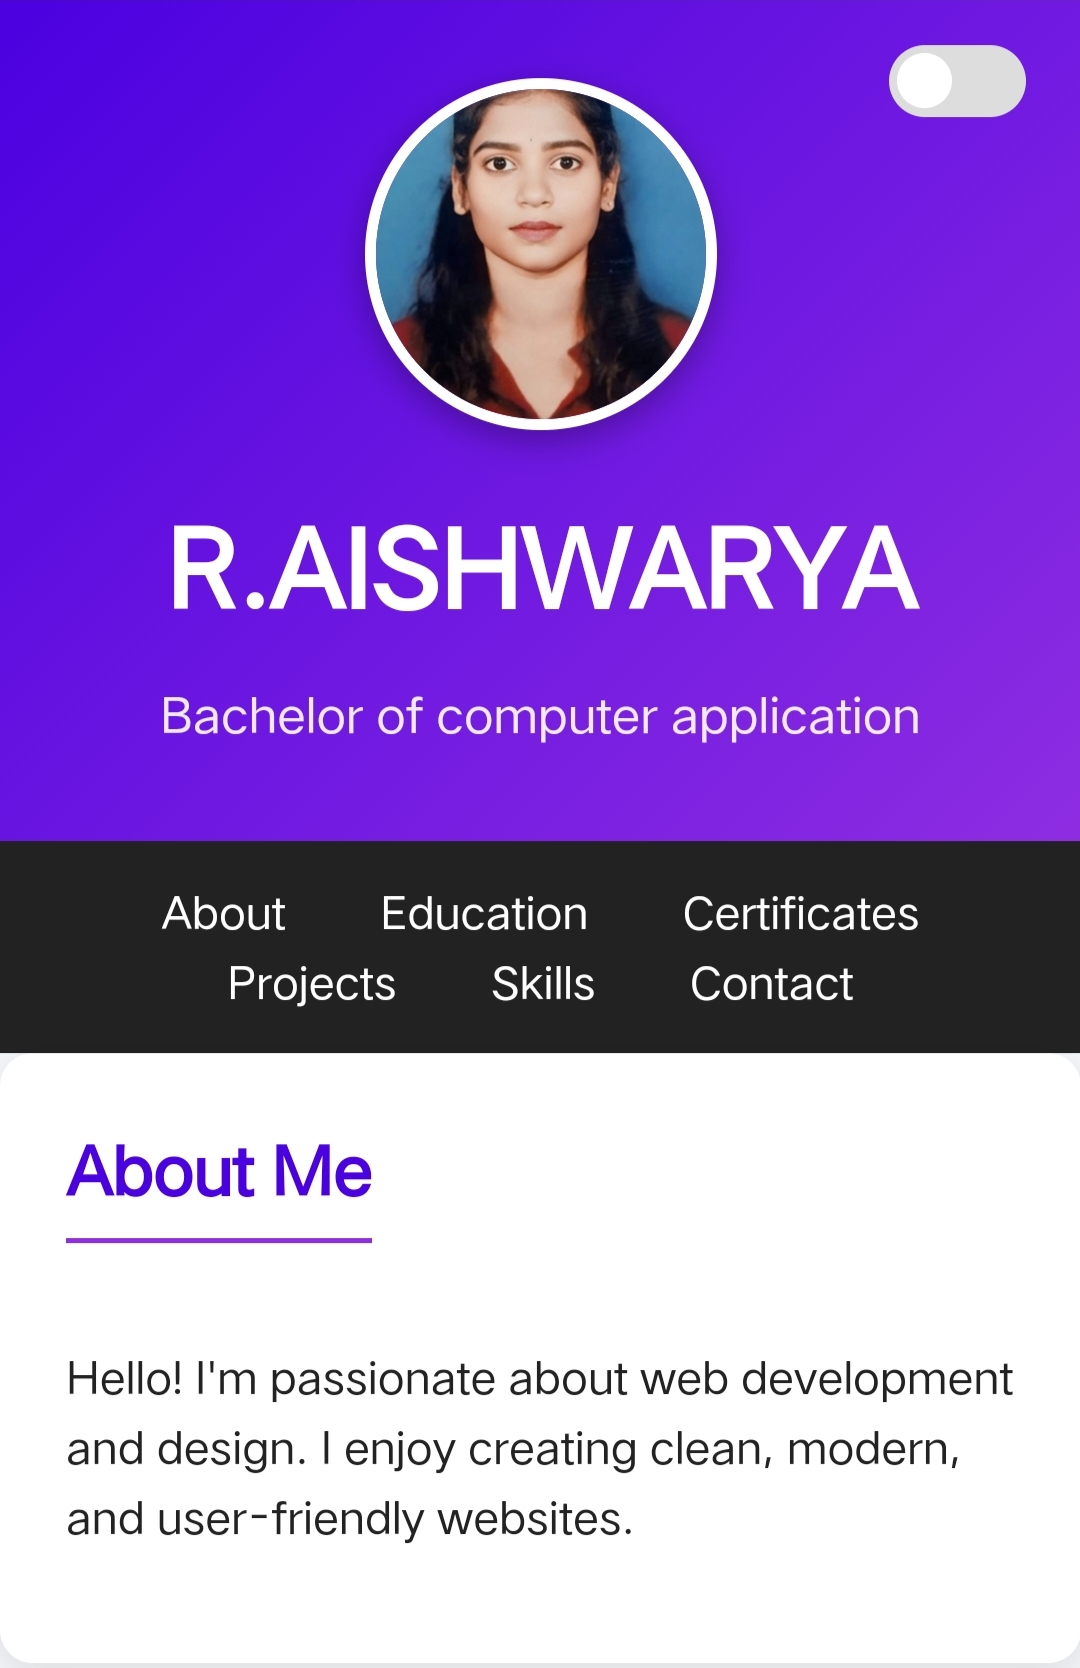 R.AISHWARYA
Bachelor of computer application
About Education Certificates
Projects Skills Contact
About Me
Hello! I'm passionate about web development
and design. I enjoy creating clean, modern,
and user-friendly websites.